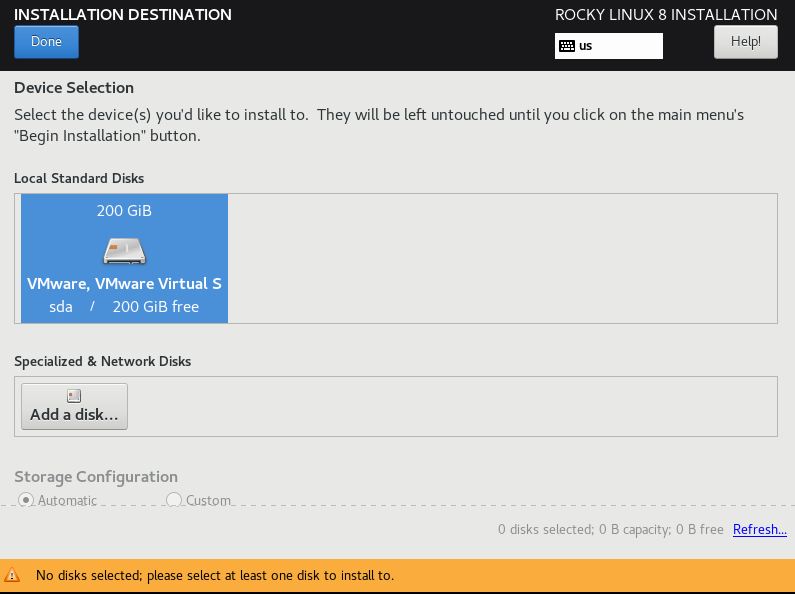 INSTALLATION DESTINATION
ROCKY LINUX 8 INSTALLATION
Done
us
Help!
Device Selection
Select the device(s) you'd like to install to.  They will be left untouched until you click on the main menu's
"Begin Installation" button.
Local Standard Disks
200 GiB
VMware, VMware Virtual S
sda / 200 GiB free
Specialized & Network Disks
Add a disk...
Storage Configuration
Automatic
Custom
0 disks selected; 0 B capacity; 0 B free Refresh...
No disks selected; please select at least one disk to install to.